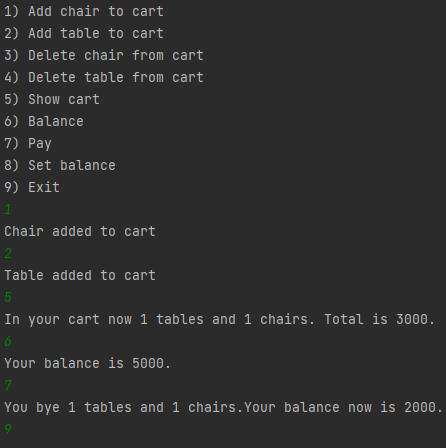 1) Add chair to cart
2) Add table to cart
3) Delete chair from cart
4) Delete table from cart
5) Show cart
6) Balance
7) Pay
8) Set balance
9) Exit
1
Chair added to cart
2
Table added to cart
5
In your cart now 1 tables and 1 chairs. Total is 3000.
6
Your balance is 5000.
7
You bye 1 tables and 1 chairs.Your balance now is 2000.
9